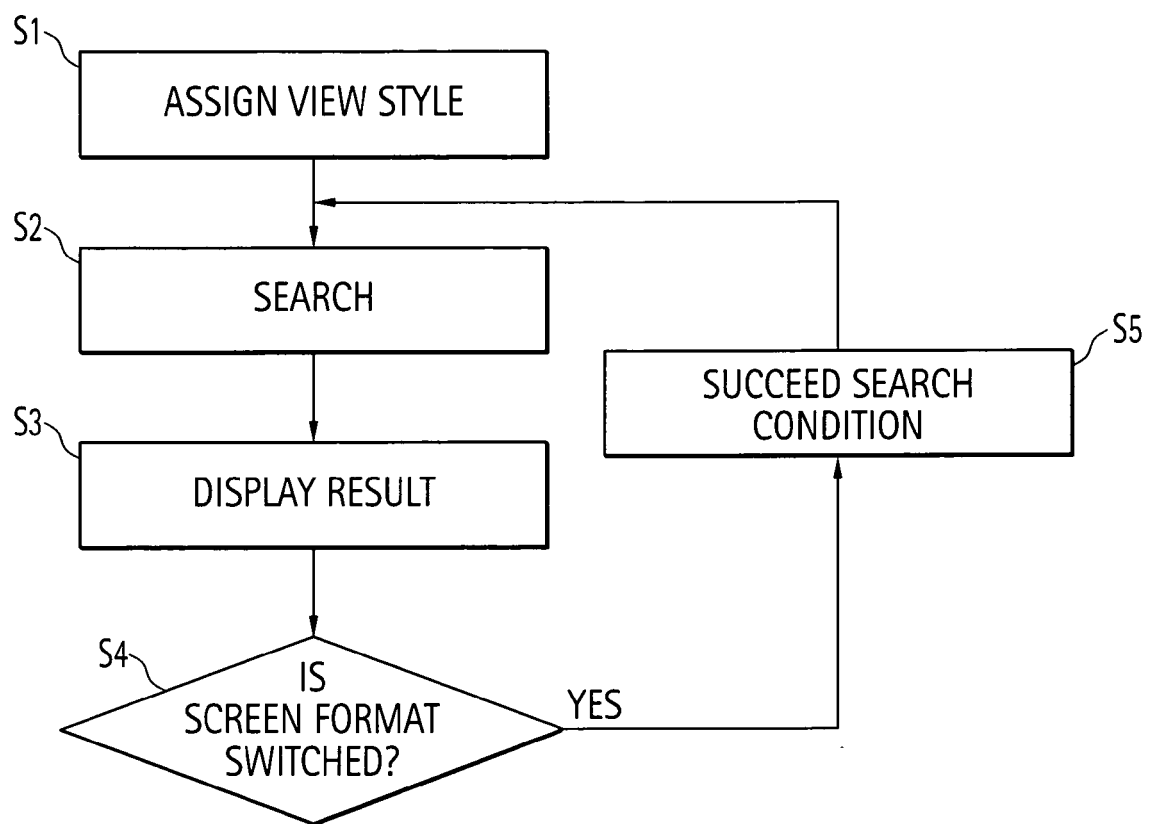 S1
ASSIGN VIEW STYLE
S2
SEARCH
S3
DISPLAY RESULT
S4
IS
SCREEN FORMAT
SWITCHED?
YES
S5
SUCCEED SEARCH
CONDITION